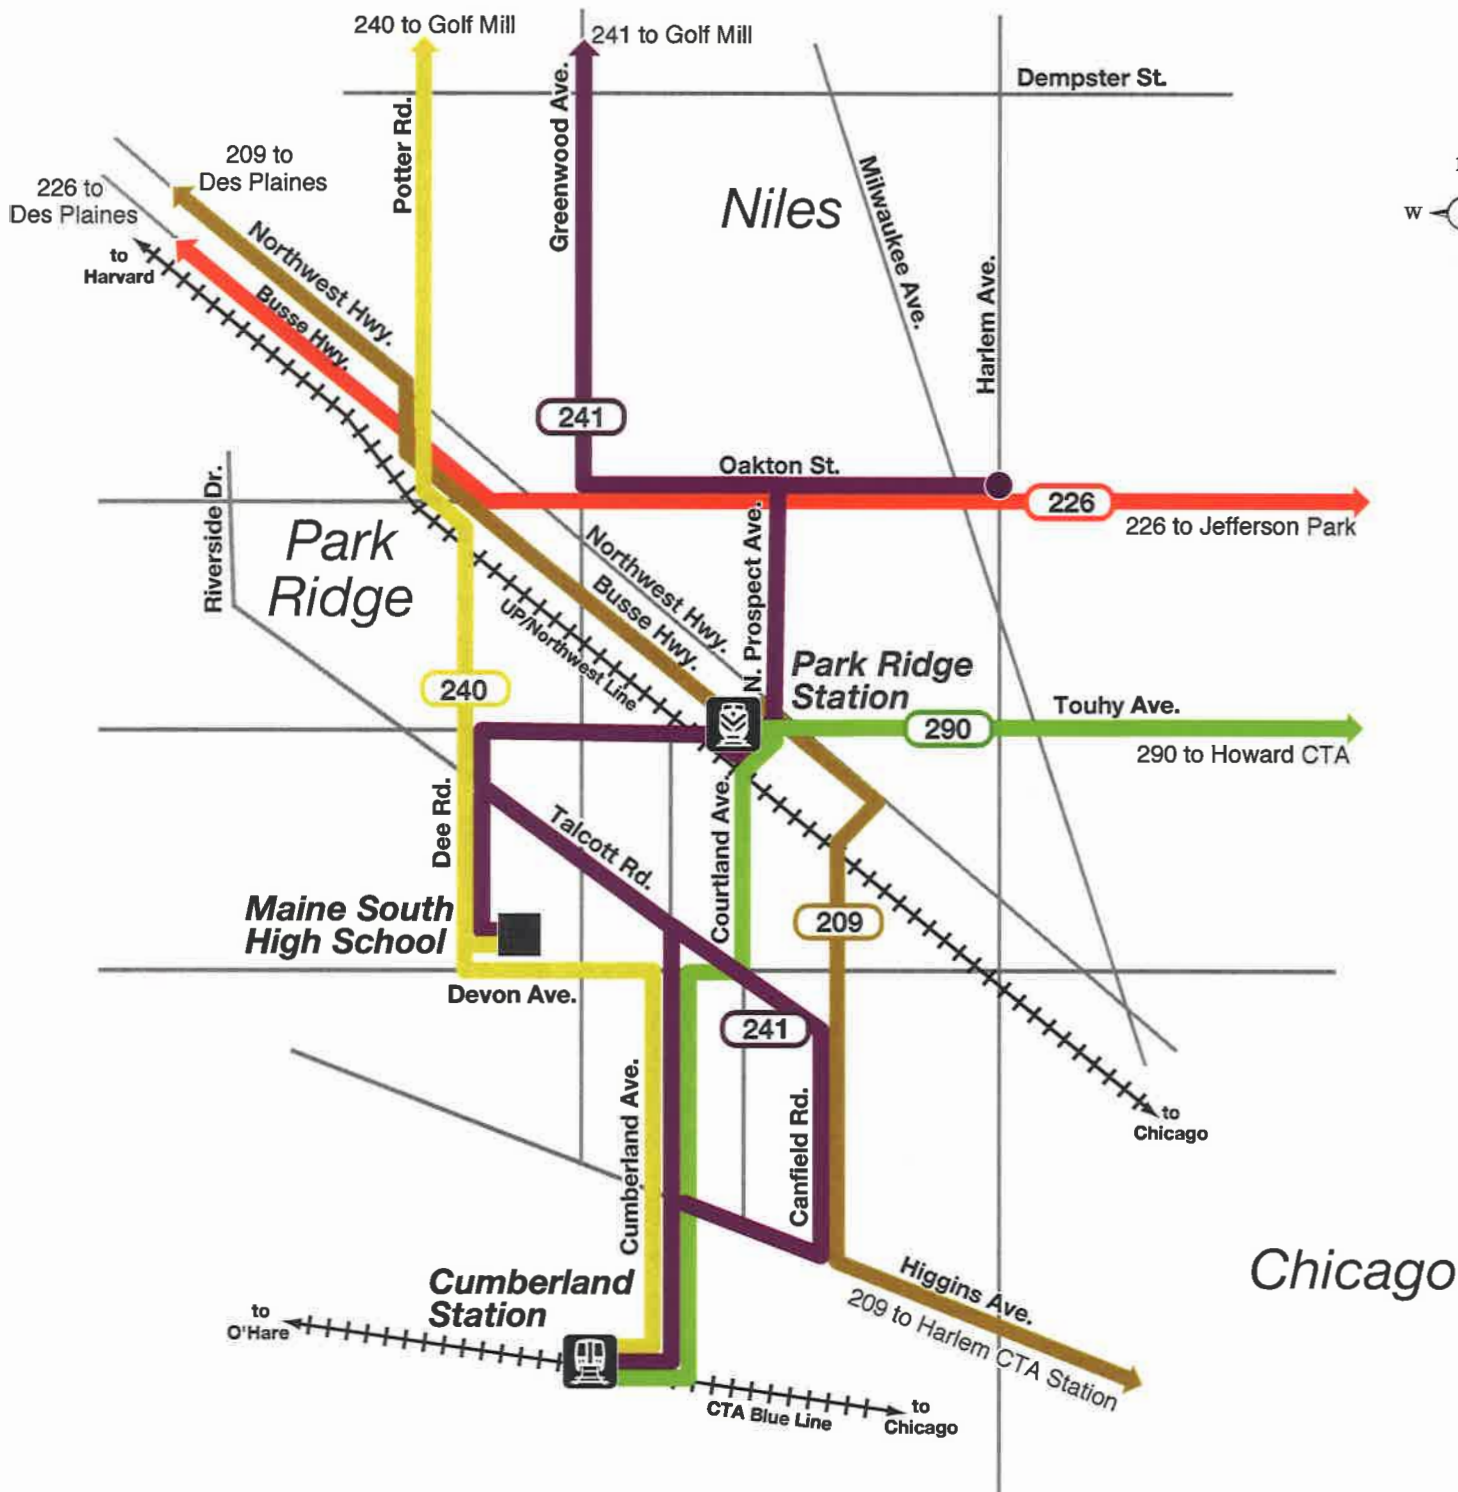 240 to Golf Mill
241 to Golf Mill
Dempster St.
Potter Rd.
Greenwood Ave.
209 to
Des Plaines
226 to
Des Plaines
Niles
Milwaukee Ave.
Harlem Ave.
W
to
Harvard
Northwest Hwy.
Busse Hwy.
241
Oakton St.
226
226 to Jefferson Park
Riverside Dr.
Park
Ridge
Northwest Hwy.
Busse Hwy.
UP/Northwest Line
N. Prospect Ave.
Park Ridge
Station
240
290
Touhy Ave.
290 to Howard CTA
Dee Rd.
Talcott Rd.
Courtland Ave.
Maine South
High School
209
Devon Ave.
241
Cumberland Ave.
Canfield Rd.
to
Chicago
Chicago
Higgins Ave.
209 to Harlem CTA Station
Cumberland
Station
to
O'Hare
CTA Blue Line
to
Chicago